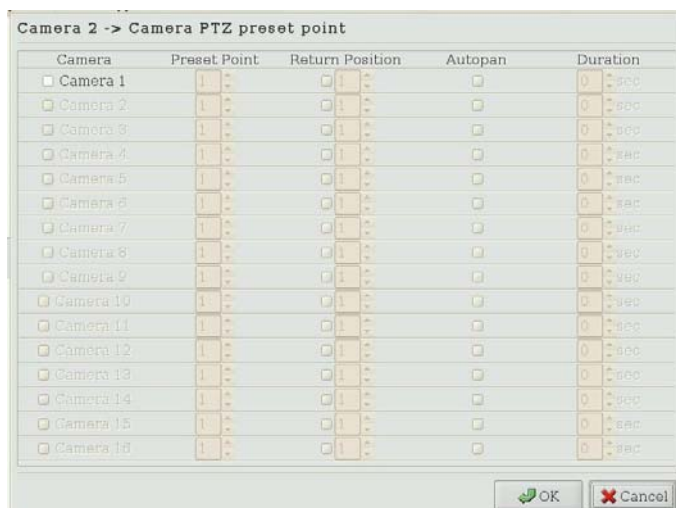 Camera 2 -> Camera PTZ preset point
Camera Preset Point Return Position Autopan Duration
Camera 1 1 1 0 sec
Camera 2 1 1 0 sec
Camera 3 1 1 0 sec
Camera 4 1 1 0 sec
Camera 5 1 1 0 sec
Camera 6 1 1 0 sec
Camera 7 1 1 0 sec
Camera 8 1 1 0 sec
Camera 9 1 1 0 sec
Camera 10 1 1 0 sec
Camera 11 1 1 0 sec
Camera 12 1 1 0 sec
Camera 13 1 1 0 sec
Camera 14 1 1 0 sec
Camera 15 1 1 0 sec
Camera 16 1 1 0 sec
OK Cancel